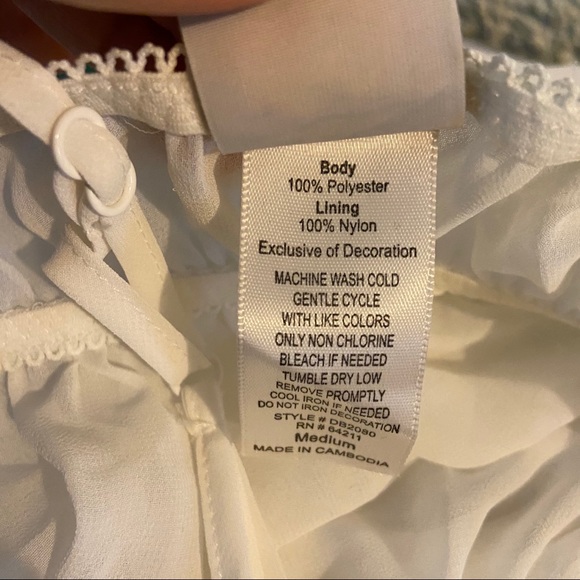 Body
100% Polyester
Lining
100% Nylon
Exclusive of Decoration
MACHINE WASH COLD
GENTLE CYCLE
WITH LIKE COLORS
ONLY NON CHLORINE
BLEACH IF NEEDED
TUMBLE DRY LOW
REMOVE PROMPTLY
COOL IRON IF NEEDED
DO NOT IRON DECORATION
STYLE # DB2080
RN # 64211
Medium
MADE IN CAMBODIA